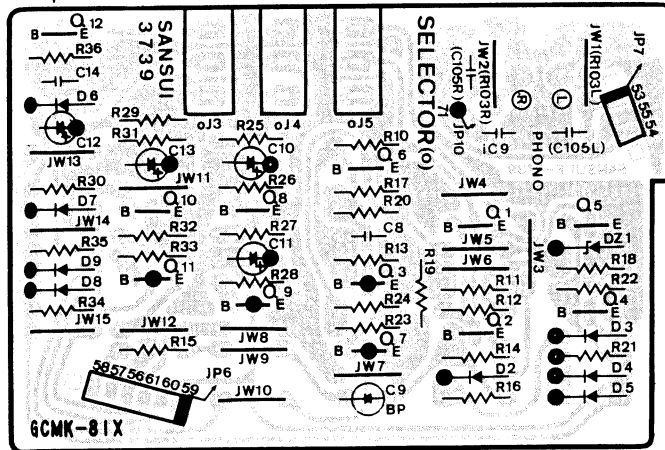 Q12
B E
R36
C14
D6
C12
JW13
R30
D7
JW14
R35
D9
D8
R34
JW15
SANSUI
3739
R29
R31
C13
JW11
Q10
B E
R32
R33
Q11
B E
JW12
R15
58 57 56 61 60 59
JP6
GCMK-81X
oJ3
oJ4
oJ5
R25
C10
R26
Q8
B E
R27
C11
R28
Q9
B E
JW8
JW9
JW10
SELECTOR(o)
R10
Q6
B E
R17
R20
C8
R13
Q3
B E
R24
R23
Q7
B E
JW7
C9
BP
R19
JW2(R103R)
(C105R)
71
JP10
iC9
R
L
PHONO
(C105L)
JW1(R103L)
JP7
53 55 54
JW4
Q1
B E
JW5
JW6
R11
R12
Q2
B E
R14
D2
R16
JW3
Q5
B E
DZ1
R18
R22
Q4
B E
D3
R21
D4
D5